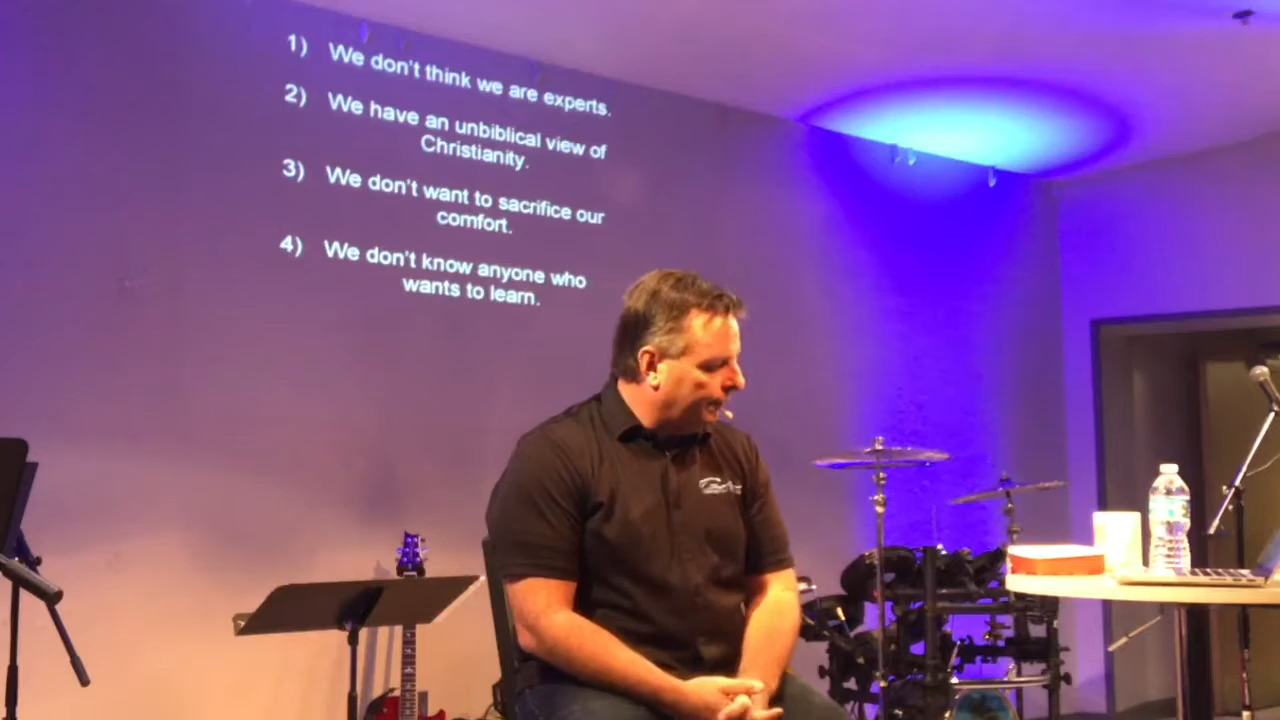 1) We don't think we are experts.
2) We have an unbiblical view of
Christianity.
3) We don't want to sacrifice our
comfort.
4) We don't know anyone who
wants to learn.